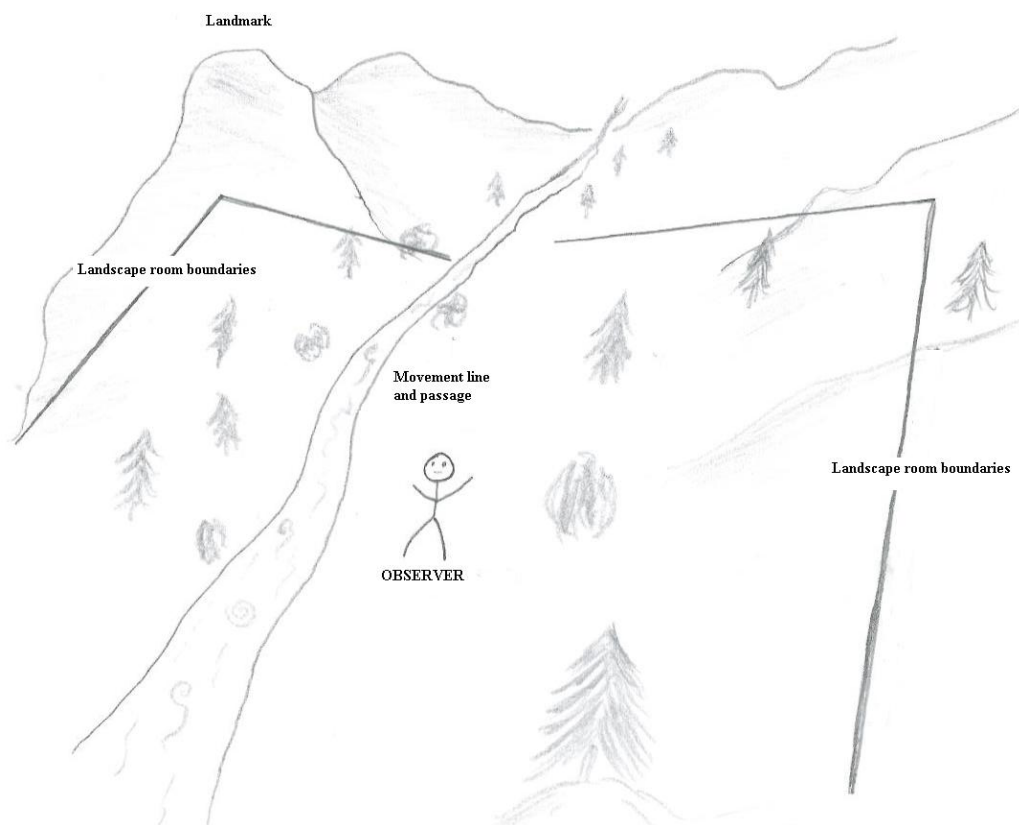 Landmark
Landscape room boundaries
Movement line
and passage
Landscape room boundaries
OBSERVER